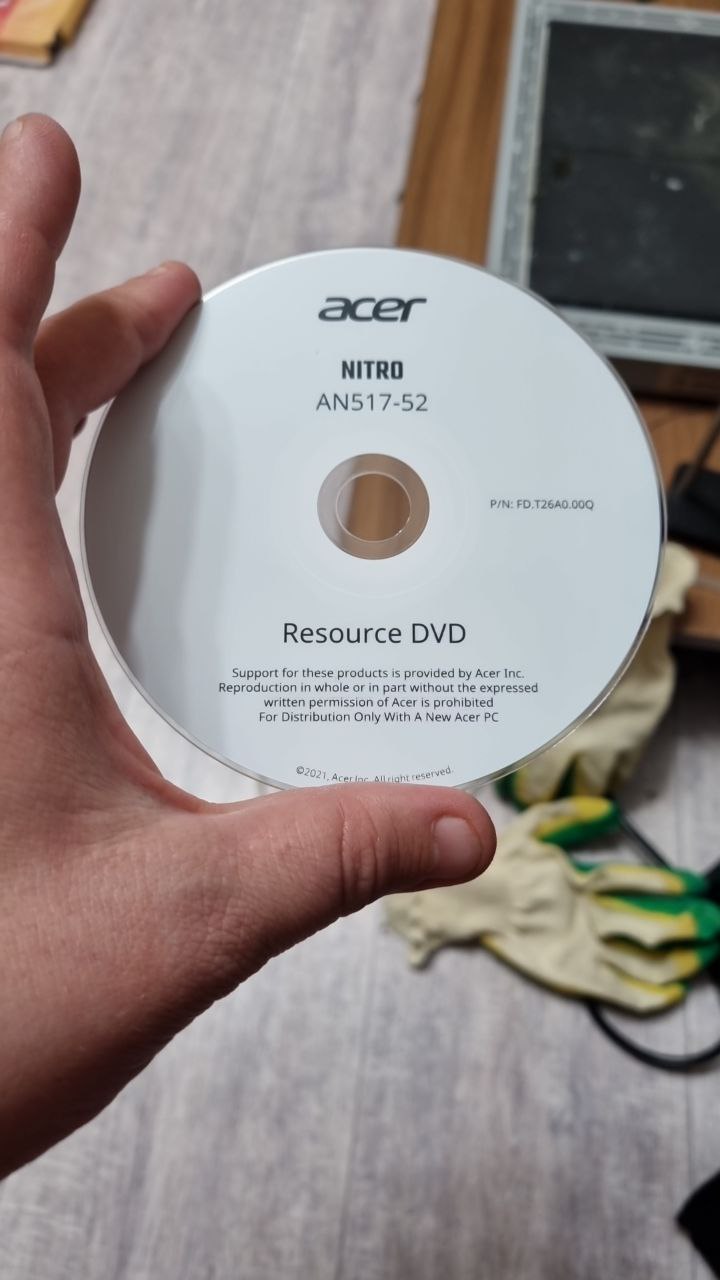 acer
NITRO
AN517-52
P/N: FD.T26A0.00Q
Resource DVD
Support for these products is provided by Acer Inc.
Reproduction in whole or in part without the expressed
written permission of Acer is prohibited
For Distribution Only With A New Acer PC
©2021, Acer Inc. All right reserved.